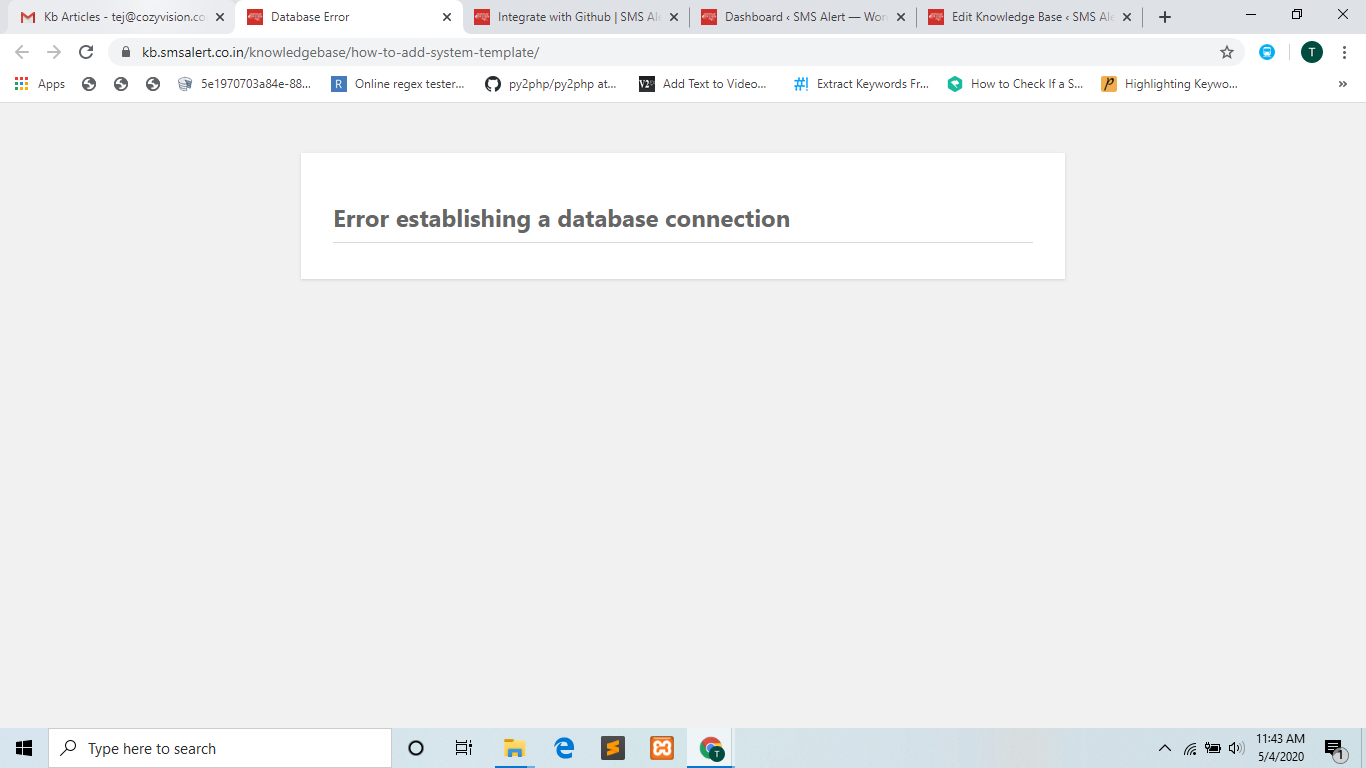 Kb Articles - tej@cozyvision.co
Database Error
Integrate with Github | SMS Al
Dashboard ‹ SMS Alert — Wor
Edit Knowledge Base ‹ SMS Al
kb.smsalert.co.in/knowledgebase/how-to-add-system-template/
T
Apps
5e1970703a84e-88...
R
Online regex tester...
py2php/py2php at...
Add Text to Video...
#!
Extract Keywords Fr...
How to Check If a S...
P
Highlighting Keywo...
»
Error establishing a database connection
Type here to search
T
11:43 AM
5/4/2020
1